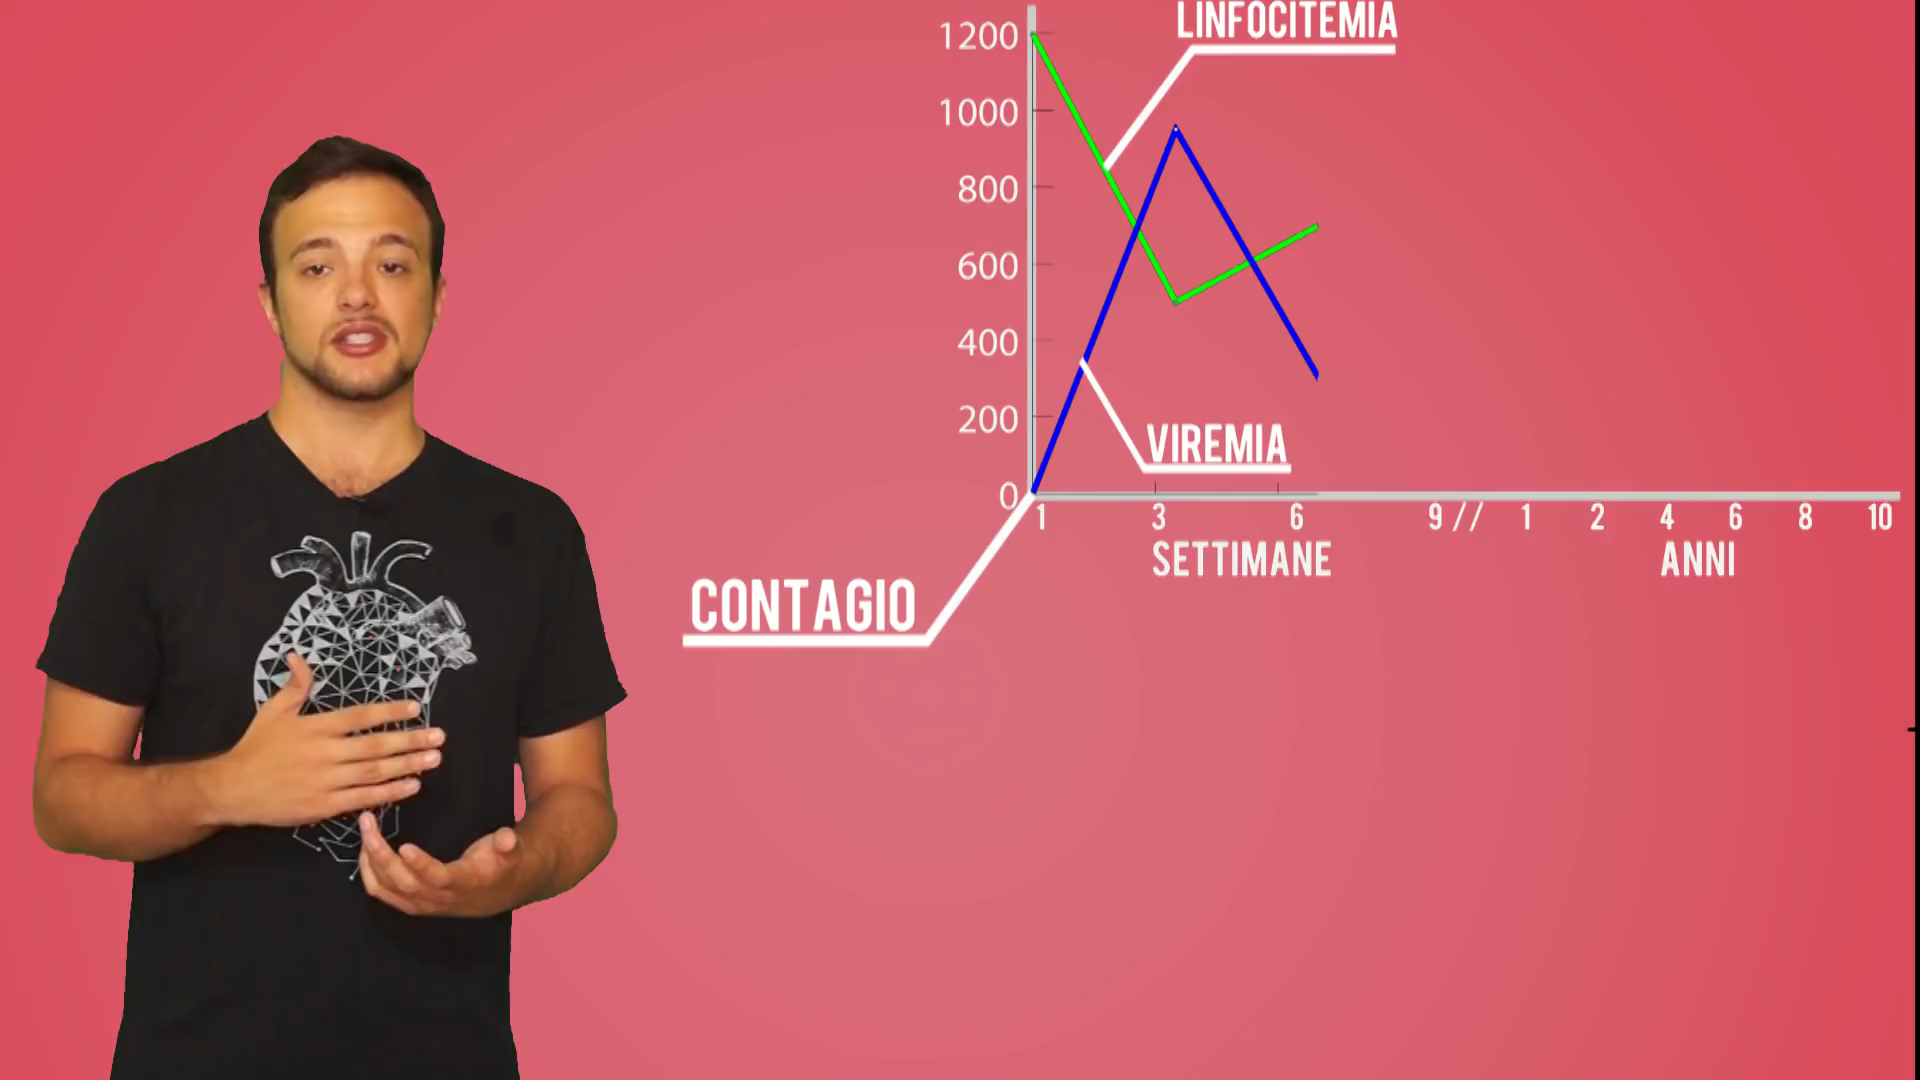 LINFOCITEMIA
1200
1000
800
600
400
200
0
VIREMIA
1 3 6 9 // 1 2 4 6 8 10
SETTIMANE ANNI
CONTAGIO